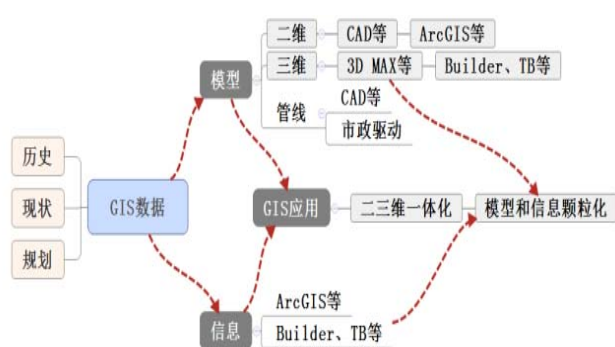 二维
CAD等
ArcGIS等
三维
3D MAX等
Builder、TB等
模型
管线
CAD等
市政驱动
历史
现状
规划
GIS数据
GIS应用
二三维一体化
模型和信息颗粒化
信息
ArcGIS等
Builder、TB等